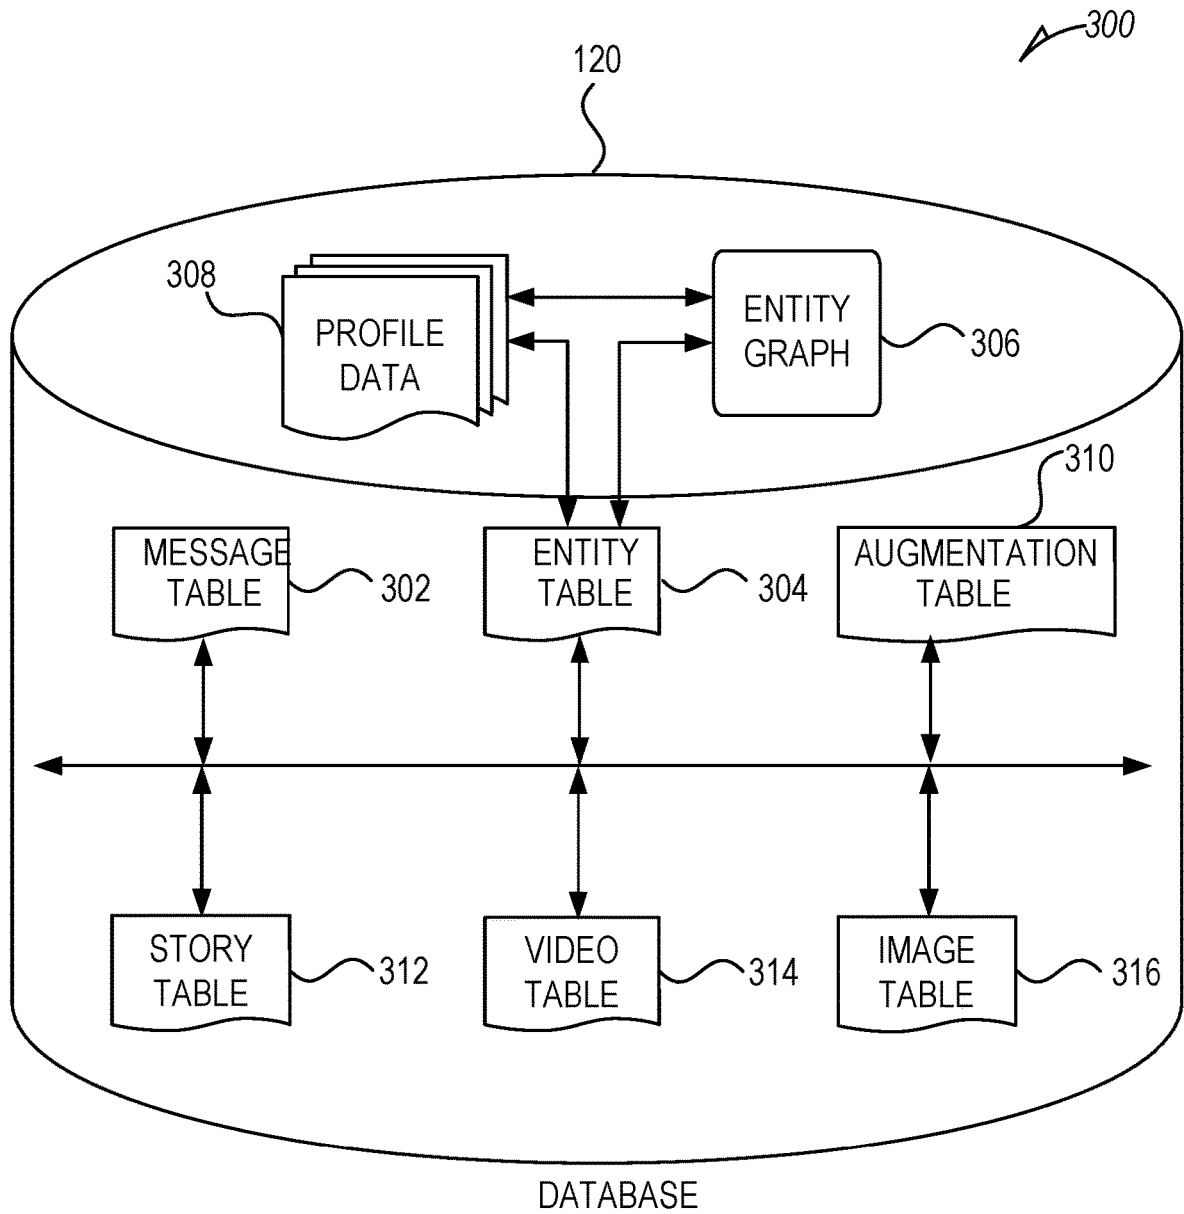 300
120
308
PROFILE
DATA
ENTITY
GRAPH
306
310
MESSAGE
TABLE
302
ENTITY
TABLE
304
AUGMENTATION
TABLE
STORY
TABLE
312
VIDEO
TABLE
314
IMAGE
TABLE
316
DATABASE